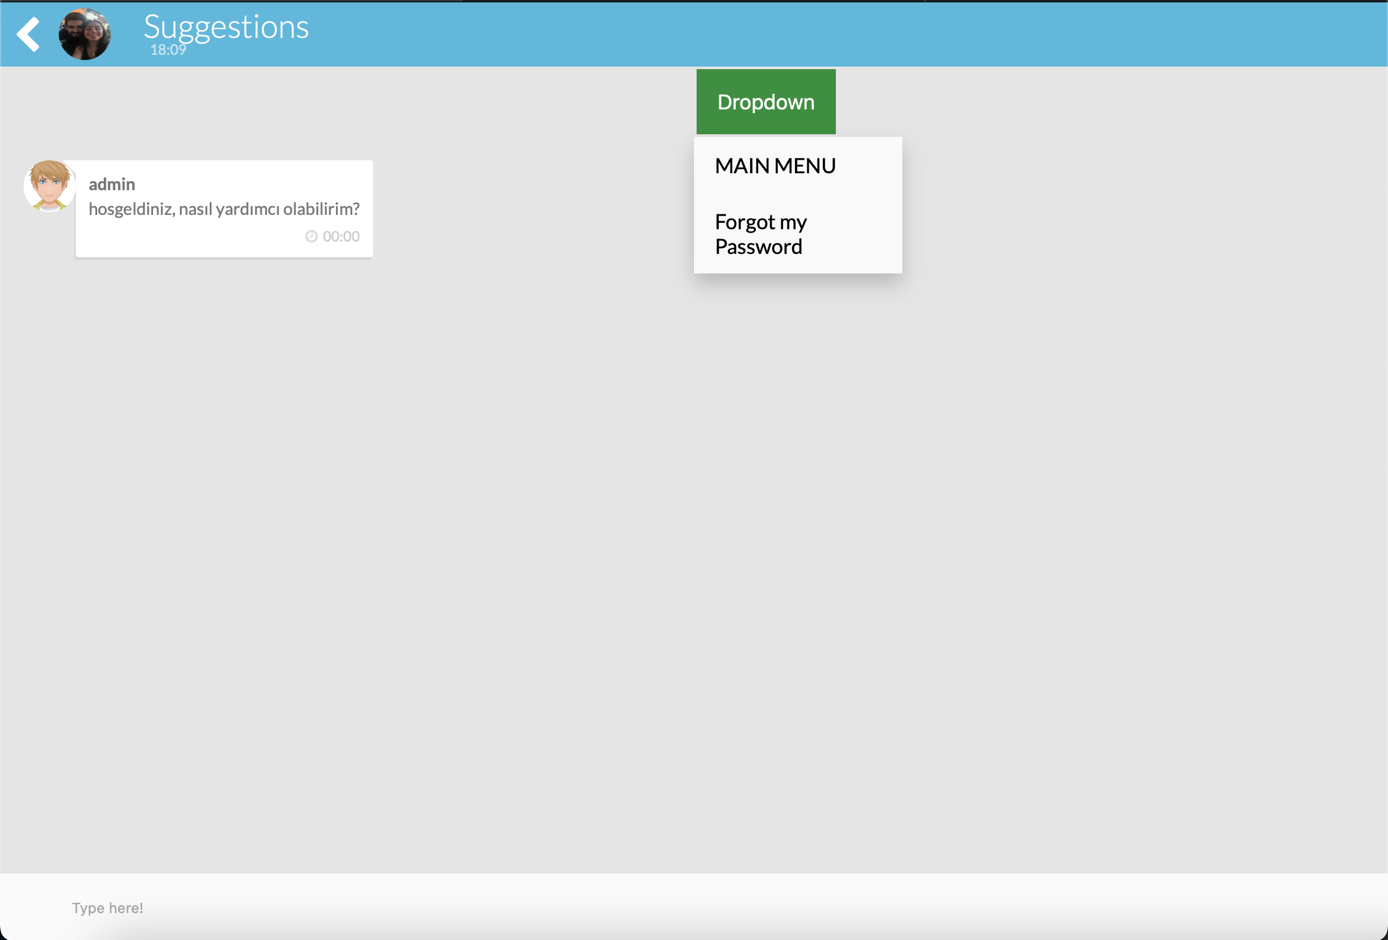 Suggestions
18:09
Dropdown
MAIN MENU
Forgot my
Password
admin
hosgeldiniz, nasıl yardımcı olabilirim?
00:00
Type here!